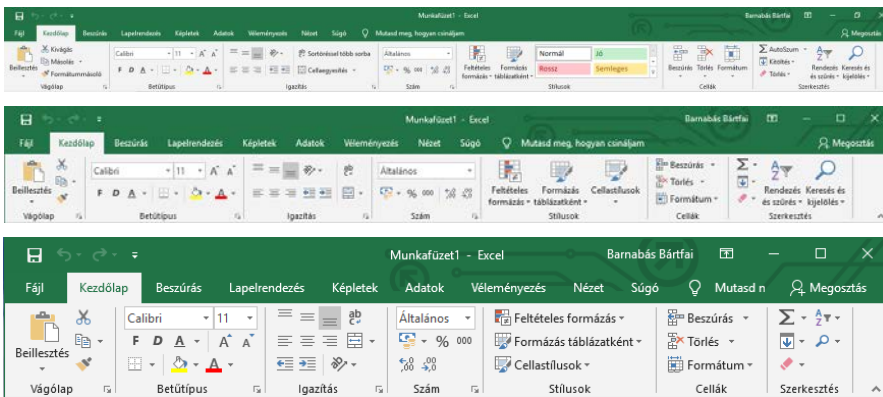 Munkafüzet1 - Excel Barnabás Bártfai
Fájl Kezdőlap Beszúrás Lapelrendezés Képletek Adatok Véleményezés Nézet Súgó Mutasd meg, hogyan csináljam Megosztás
Kivágás
Másolás
Formátummásoló
Beillesztés
Calibri 11 A A
F D A A
Sortöréssel több sorba
Cellaegyesítés
Általános
% 000
Feltételes formázás
Formázás táblázatként
Normál Jó
Rossz Semleges
Beszúrás Törlés Formátum
AutoSzum
Kitöltés
Törlés
Rendezés és szűrés
Keresés és kijelölés
Vágólap Betűtípus Igazítás Szám Stílusok Cellák Szerkesztés
Munkafüzet1 - Excel Barnabás Bártfai
Fájl Kezdőlap Beszúrás Lapelrendezés Képletek Adatok Véleményezés Nézet Súgó Mutasd meg, hogyan csináljam Megosztás
Beillesztés
Calibri 11 A A
F D A A
Általános
% 000
Feltételes formázás
Formázás táblázatként
Cellastílusok
Beszúrás
Törlés
Formátum
Rendezés és szűrés
Keresés és kijelölés
Vágólap Betűtípus Igazítás Szám Stílusok Cellák Szerkesztés
Munkafüzet1 - Excel Barnabás Bártfai
Fájl Kezdőlap Beszúrás Lapelrendezés Képletek Adatok Véleményezés Nézet Súgó Mutasd n Megosztás
Beillesztés
Calibri 11
F D A A A
A
Általános
% 000
Feltételes formázás
Formázás táblázatként
Cellastílusok
Beszúrás
Törlés
Formátum
Vágólap Betűtípus Igazítás Szám Stílusok Cellák Szerkesztés